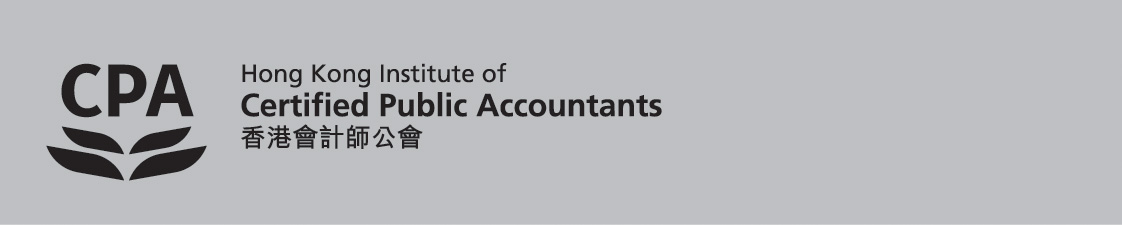 CPA
Hong Kong Institute of
Certified Public Accountants
香港會計師公會